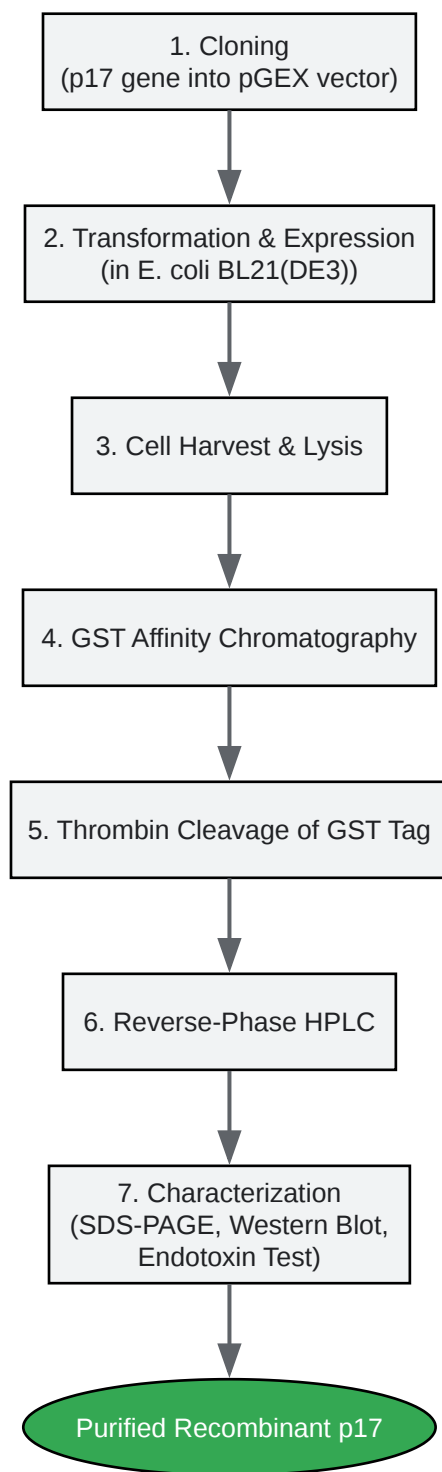 1. Cloning
(p17 gene into pGEX vector)
2. Transformation & Expression
(in E. coli BL21(DE3))
3. Cell Harvest & Lysis
4. GST Affinity Chromatography
5. Thrombin Cleavage of GST Tag
6. Reverse-Phase HPLC
7. Characterization
(SDS-PAGE, Western Blot,
Endotoxin Test)
Purified Recombinant p17